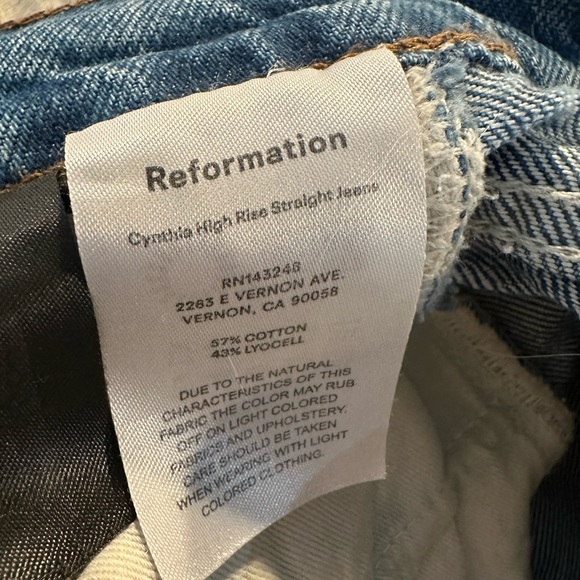 Reformation
Cynthia High Rise Straight Jeans
RN143248
2263 E VERNON AVE.
VERNON, CA 90058
57% COTTON
43% LYOCELL
DUE TO THE NATURAL
CHARACTERISTICS OF THIS
FABRIC THE COLOR MAY RUB
OFF ON LIGHT COLORED
FABRICS AND UPHOLSTERY.
CARE SHOULD BE TAKEN
WHEN WEARING WITH LIGHT
COLORED CLOTHING.